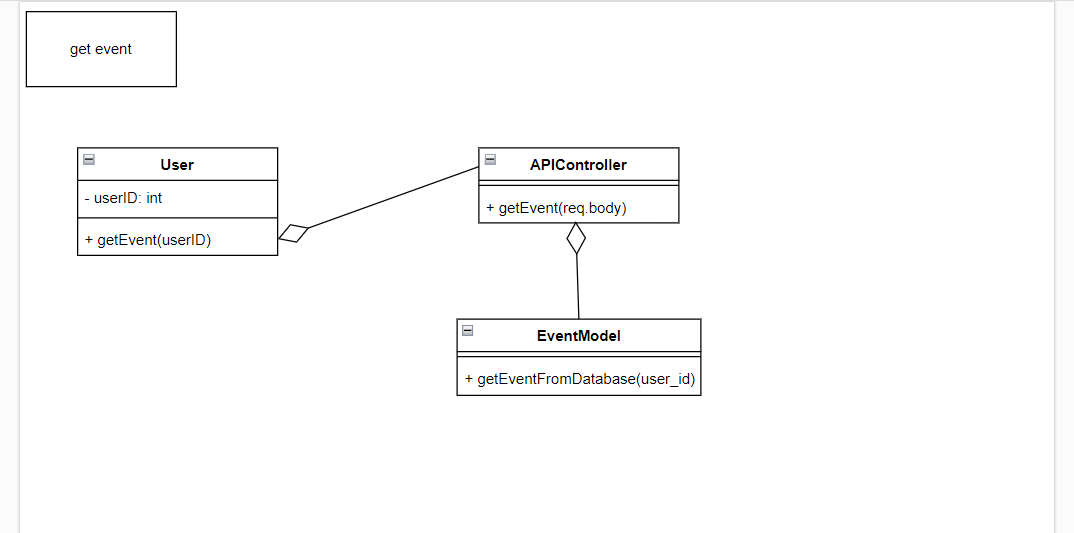 get event
User
- userID: int
+ getEvent(userID)
APIController
+ getEvent(req.body)
EventModel
+ getEventFromDatabase(user_id)